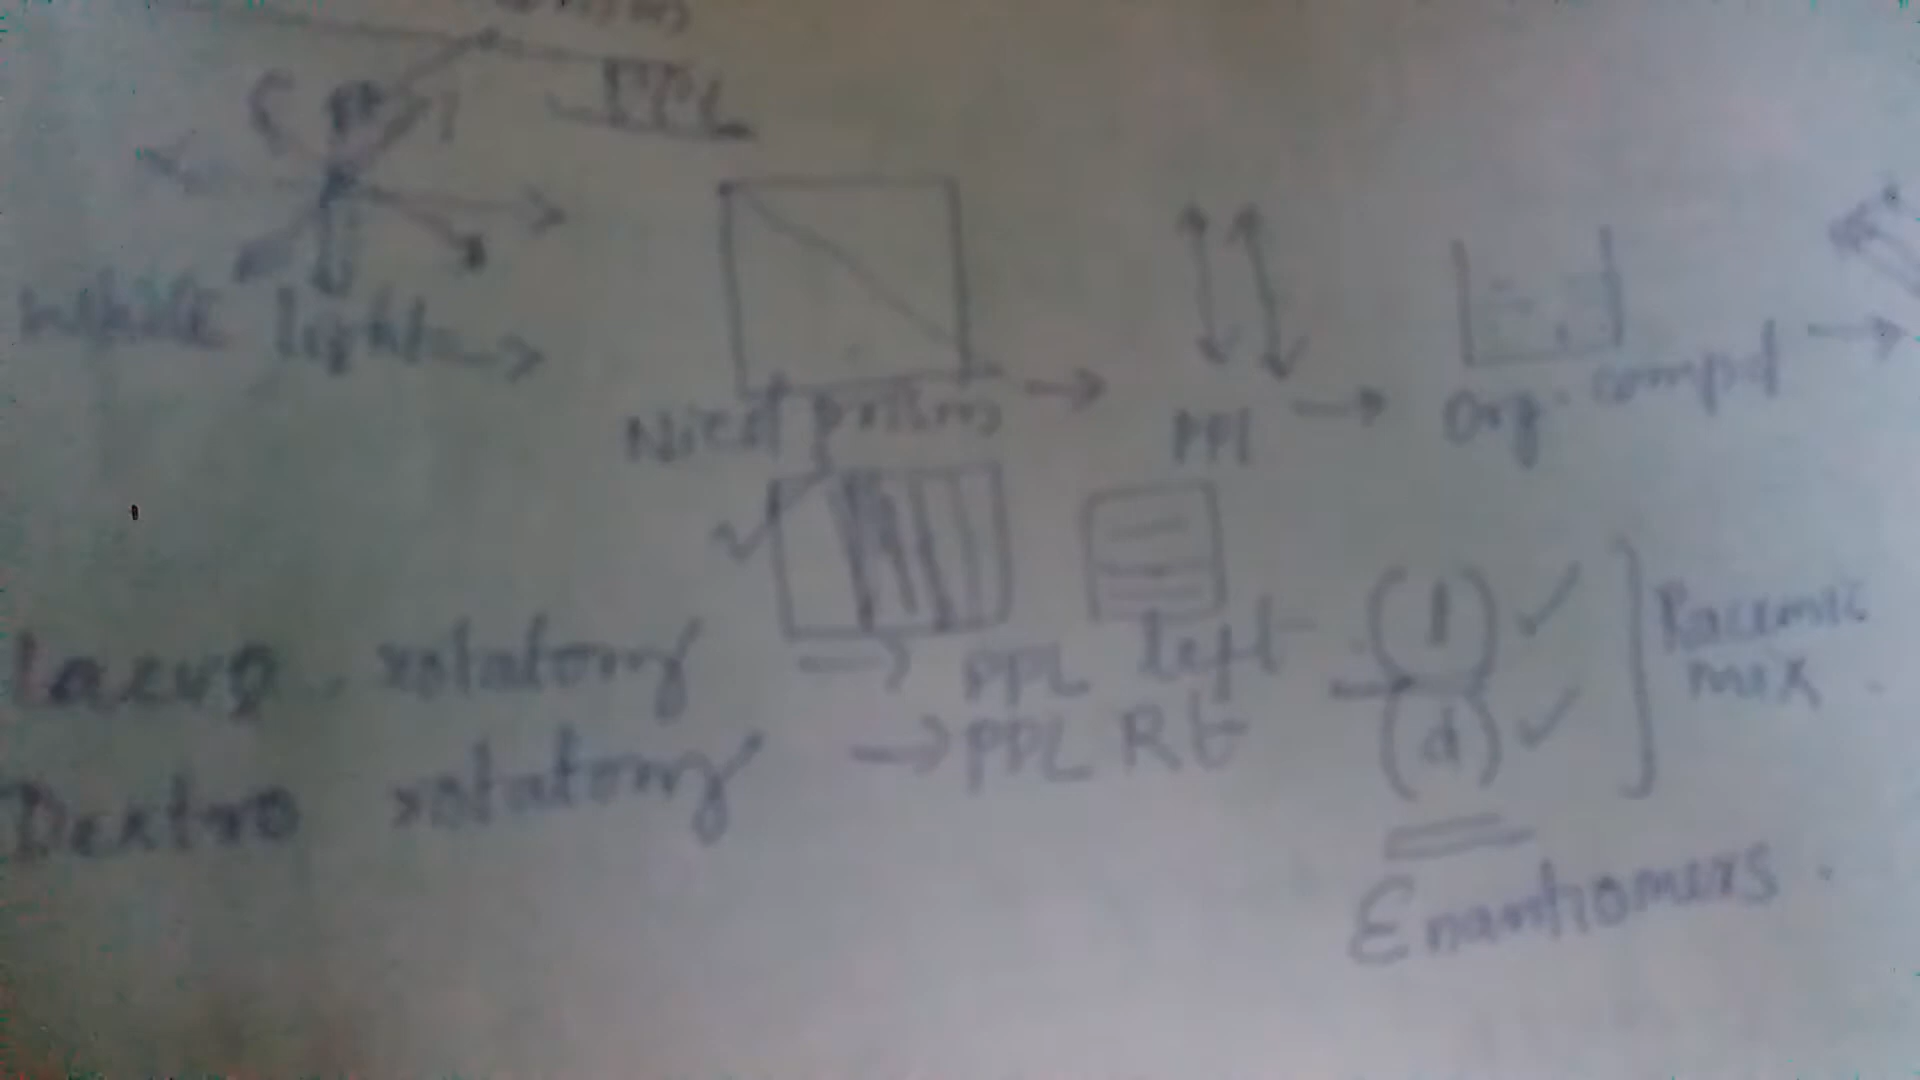 PPL
white light →
Nicol prism → PPL → Org. compd →
Laevo rotatory → PPL left
Dextro rotatory → PPL Rt
(l) ✓
(d) ✓
Racemic
mix.
Enantiomers.